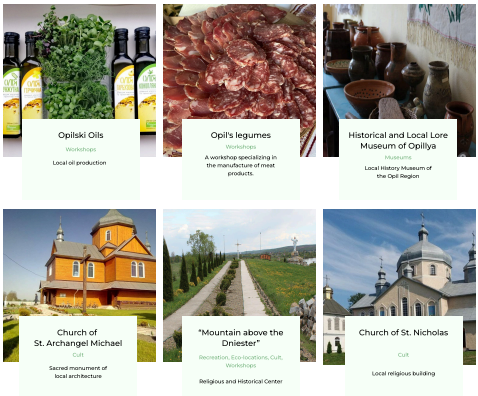 Opilski Oils
Workshops
Local oil production
Opil's legumes
Workshops
A workshop specializing in
the manufacture of meat
products.
Historical and Local Lore
Museum of Opillya
Museums
Local History Museum of
the Opil Region
Church of
St. Archangel Michael
Cult
Sacred monument of
local architecture
“Mountain above the
Dniester”
Recreation, Eco-locations, Cult,
Workshops
Religious and Historical Center
Church of St. Nicholas
Cult
Local religious building